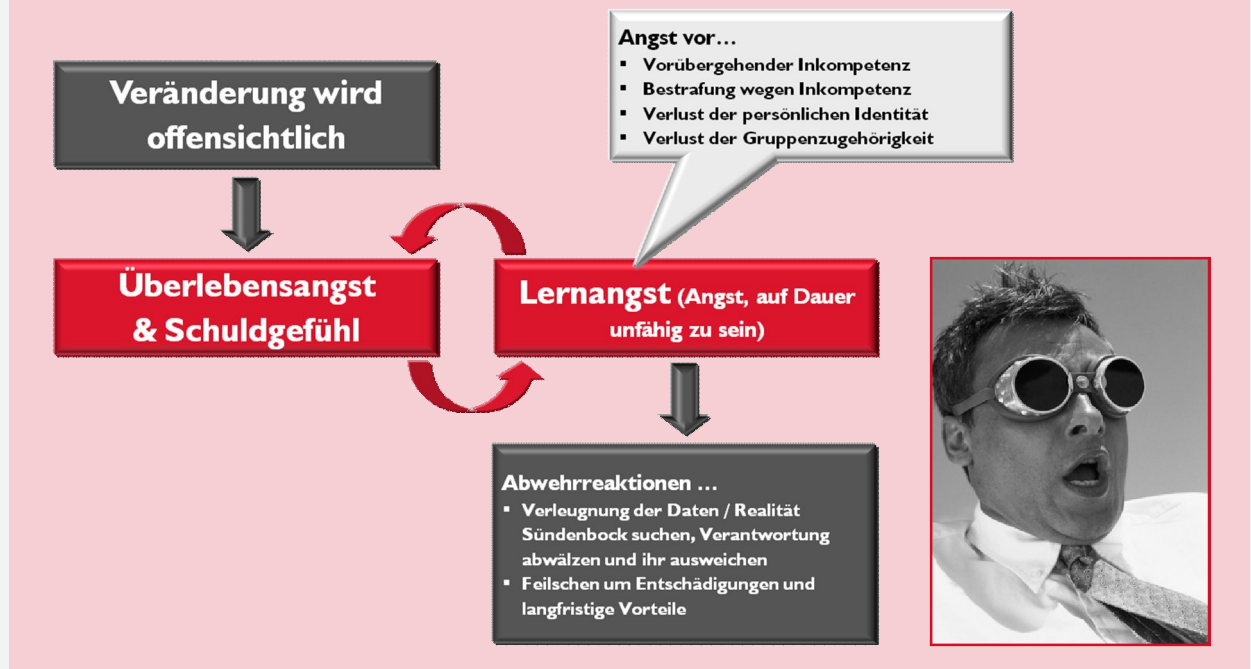 Veränderung wird
offensichtlich
Angst vor...
▪ Vorübergehender Inkompetenz
▪ Bestrafung wegen Inkompetenz
▪ Verlust der persönlichen Identität
▪ Verlust der Gruppenzugehörigkeit
Überlebensangst
& Schuldgefühl
Lernangst (Angst, auf Dauer
unfähig zu sein)
Abwehrreaktionen ...
▪ Verleugnung der Daten / Realität
Sündenbock suchen, Verantwortung
abwälzen und ihr ausweichen
▪ Feilschen um Entschädigungen und
langfristige Vorteile